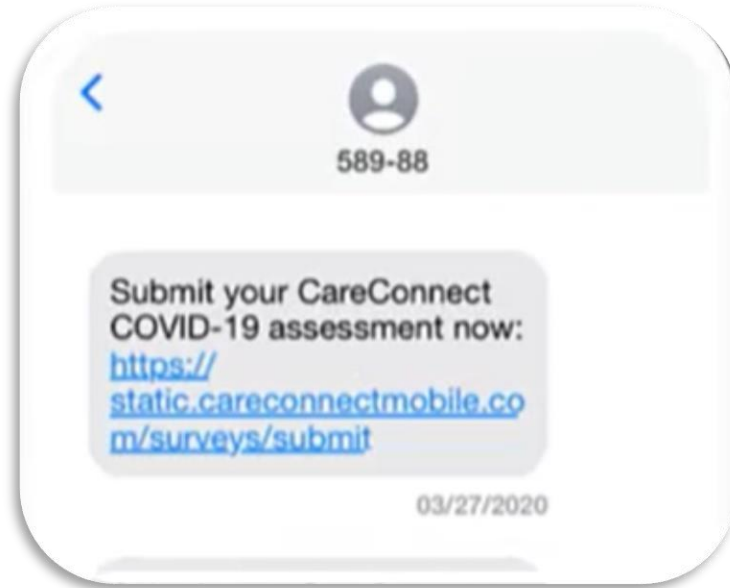 589-88
Submit your CareConnect
COVID-19 assessment now:
https://
static.careconnectmobile.co
m/surveys/submit
03/27/2020